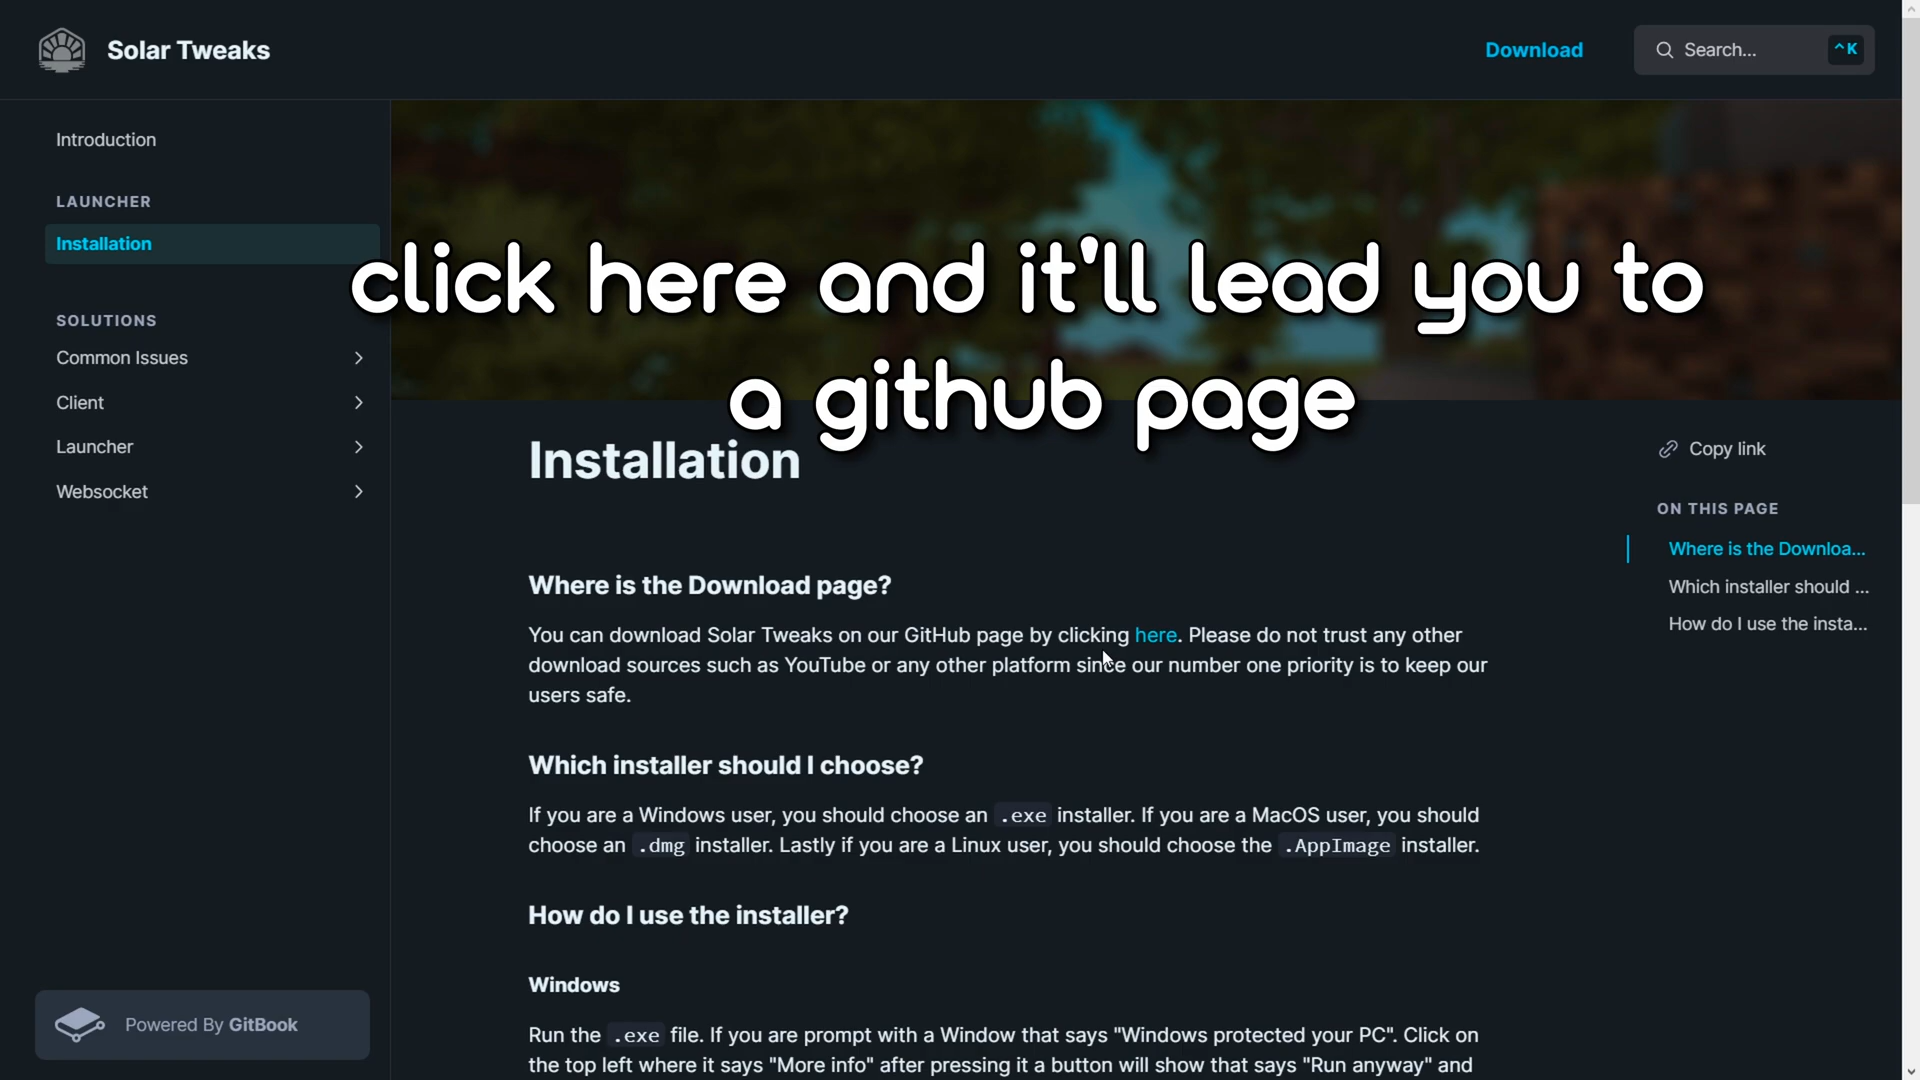 Solar Tweaks
Download
Search...
^K
Introduction
LAUNCHER
Installation
SOLUTIONS
Common Issues
Client
Launcher
Websocket
Powered By GitBook
click here and it'll lead you to
a github page
Installation
Where is the Download page?
You can download Solar Tweaks on our GitHub page by clicking here. Please do not trust any other
download sources such as YouTube or any other platform since our number one priority is to keep our
users safe.
Which installer should I choose?
If you are a Windows user, you should choose an .exe installer. If you are a MacOS user, you should
choose an .dmg installer. Lastly if you are a Linux user, you should choose the .AppImage installer.
How do I use the installer?
Windows
Run the .exe file. If you are prompt with a Window that says "Windows protected your PC". Click on
the top left where it says "More info" after pressing it a button will show that says "Run anyway" and
Copy link
ON THIS PAGE
Where is the Downloa...
Which installer should ...
How do I use the insta...